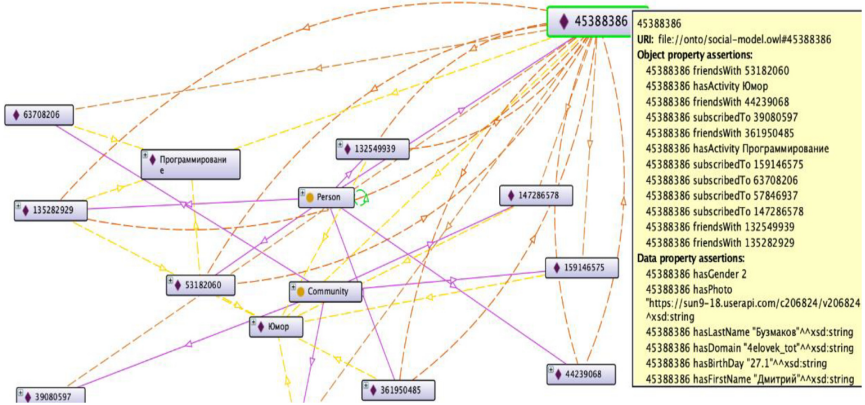 45388386
63708206
Программировани
е
132549939
135282929
Person
147286578
53182060
Community
159146575
Юмор
39080597
361950485
44239068
45388386
URI: file://onto/social-model.owl#45388386
Object property assertions:
45388386 friendsWith 53182060
45388386 hasActivity Юмор
45388386 friendsWith 44239068
45388386 subscribedTo 39080597
45388386 friendsWith 361950485
45388386 hasActivity Программирование
45388386 subscribedTo 159146575
45388386 subscribedTo 63708206
45388386 subscribedTo 57846937
45388386 subscribedTo 147286578
45388386 friendsWith 132549939
45388386 friendsWith 135282929
Data property assertions:
45388386 hasGender 2
45388386 hasPhoto
"https://sun9-18.userapi.com/c206824/v206824
^^xsd:string
45388386 hasLastName "Бузмаков"^^xsd:string
45388386 hasDomain "4elovek_tot"^^xsd:string
45388386 hasBirthDay "27.1"^^xsd:string
45388386 hasFirstName "Дмитрий"^^xsd:string